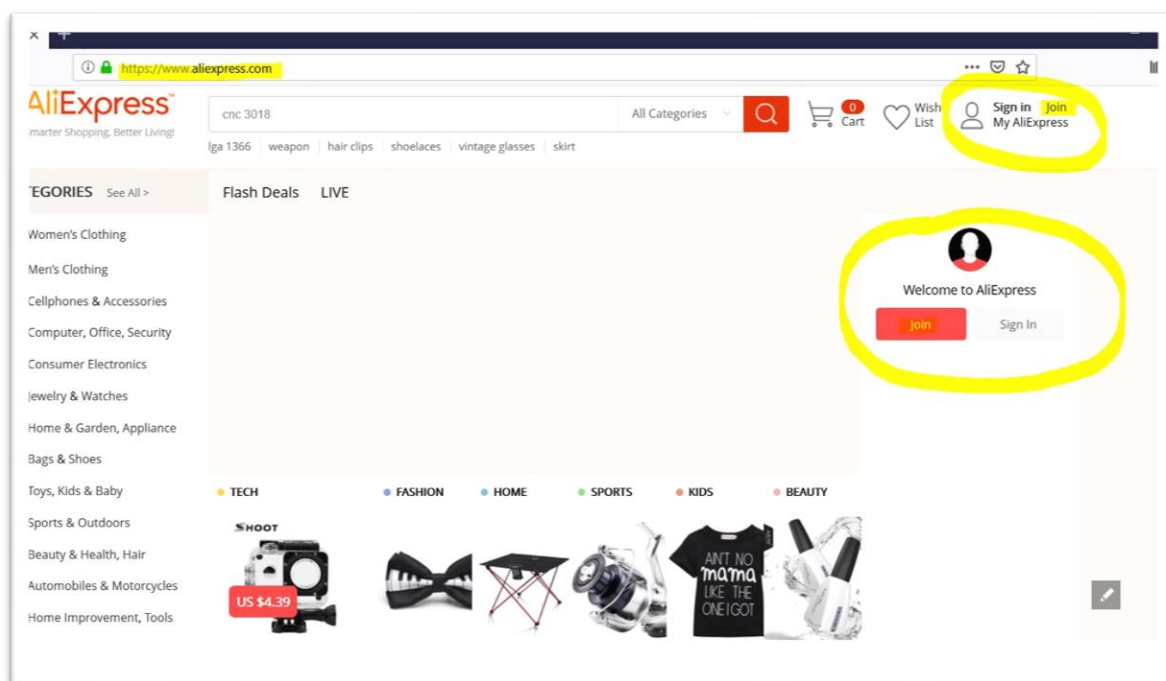 https://www.aliexpress.com
AliExpress™
marter Shopping, Better Living!
cnc 3018
All Categories
0
Cart
Wish
List
Sign in Join
My AliExpress
lga 1366 weapon hair clips shoelaces vintage glasses skirt
TEGORIES See All >
Flash Deals LIVE
Women's Clothing
Men's Clothing
Cellphones & Accessories
Computer, Office, Security
Consumer Electronics
Jewelry & Watches
Home & Garden, Appliance
Bags & Shoes
Toys, Kids & Baby
Sports & Outdoors
Beauty & Health, Hair
Automobiles & Motorcycles
Home Improvement, Tools
Welcome to AliExpress
Join Sign In
TECH FASHION HOME SPORTS KIDS BEAUTY
SHOOT
US $4.39
AIN'T NO
mama
LIKE THE
ONE I GOT